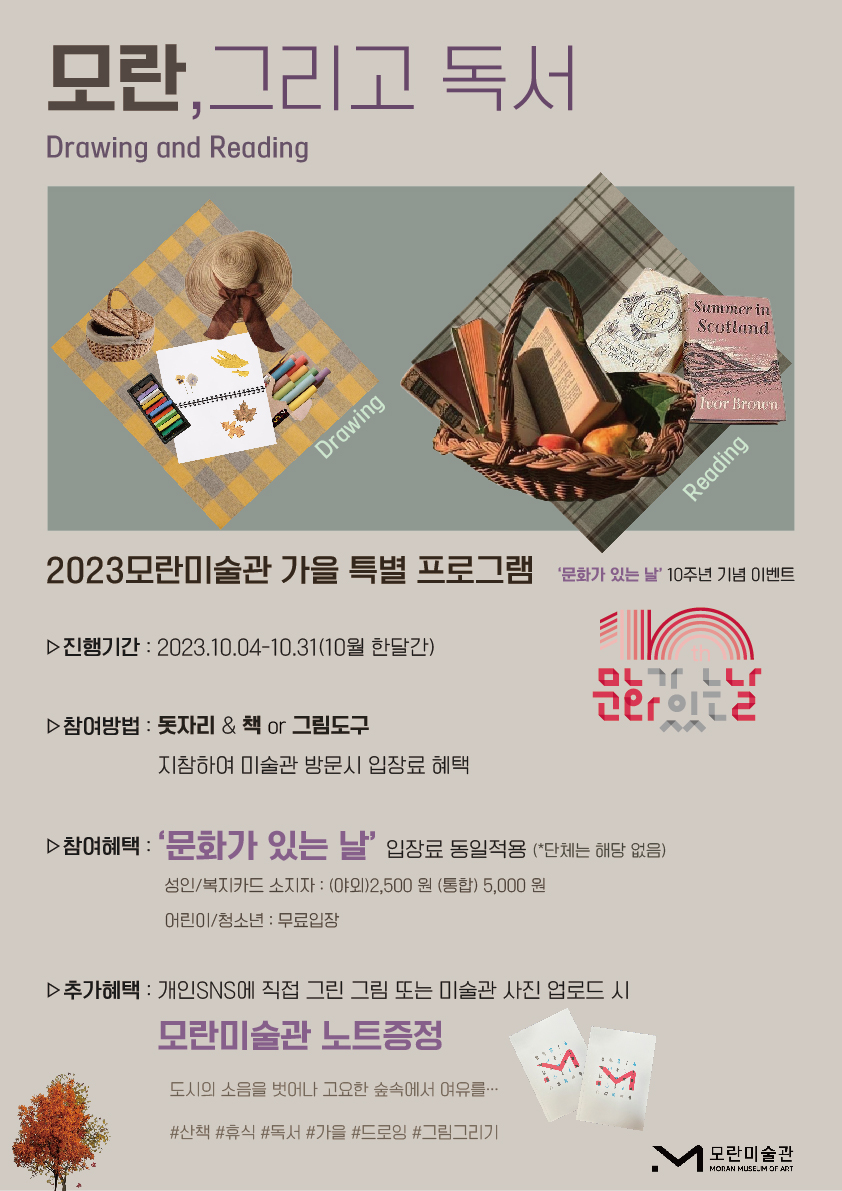 모란,그리고 독서
Drawing and Reading
Drawing
THE
SCOTS
BOOK
Summer in
Scotland
Ivor Brown
Reading
2023모란미술관 가을 특별 프로그램
‘문화가 있는 날’ 10주년 기념 이벤트
▷진행기간 : 2023.10.04-10.31(10월 한달간)
10
문화가 있는 날
▷참여방법 : 돗자리 & 책 or 그림도구
지참하여 미술관 방문시 입장료 혜택
▷참여혜택 : ‘문화가 있는 날’ 입장료 동일적용 (*단체는 해당 없음)
성인/복지카드 소지자 : (야외)2,500 원 (통합) 5,000 원
어린이/청소년 : 무료입장
▷추가혜택 : 개인SNS에 직접 그린 그림 또는 미술관 사진 업로드 시
모란미술관 노트증정
도시의 소음을 벗어나 고요한 숲속에서 여유를…
#산책 #휴식 #독서 #가을 #드로잉 #그림그리기
모란미술관
MORAN MUSEUM OF ART